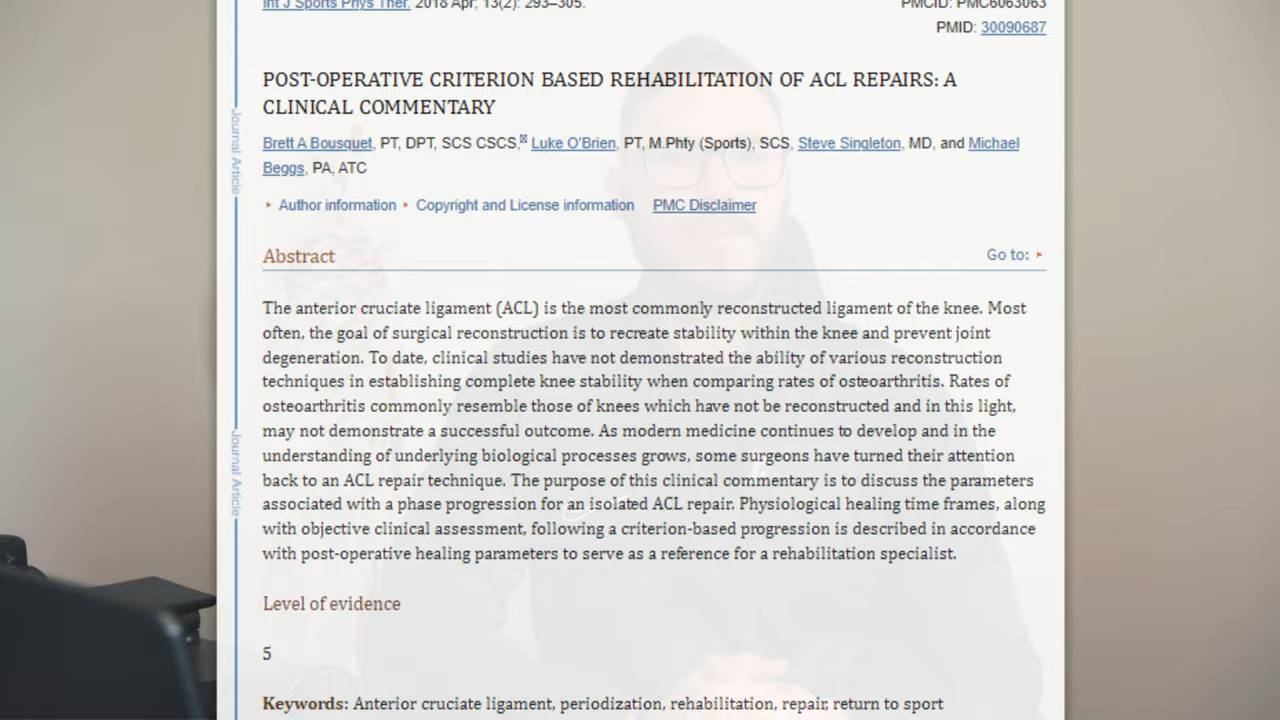 Int J Sports Phys Ther. 2018 Apr; 13(2): 293–305.
PMCID: PMC6063063
PMID: 30090687
POST-OPERATIVE CRITERION BASED REHABILITATION OF ACL REPAIRS: A
CLINICAL COMMENTARY
Brett A Bousquet, PT, DPT, SCS CSCS, Luke O'Brien, PT, M.Phty (Sports), SCS, Steve Singleton, MD, and Michael
Beggs, PA, ATC
Author information Copyright and License information PMC Disclaimer
Journal Article
Abstract
Go to:
The anterior cruciate ligament (ACL) is the most commonly reconstructed ligament of the knee. Most
often, the goal of surgical reconstruction is to recreate stability within the knee and prevent joint
degeneration. To date, clinical studies have not demonstrated the ability of various reconstruction
techniques in establishing complete knee stability when comparing rates of osteoarthritis. Rates of
osteoarthritis commonly resemble those of knees which have not be reconstructed and in this light,
may not demonstrate a successful outcome. As modern medicine continues to develop and in the
understanding of underlying biological processes grows, some surgeons have turned their attention
back to an ACL repair technique. The purpose of this clinical commentary is to discuss the parameters
associated with a phase progression for an isolated ACL repair. Physiological healing time frames, along
with objective clinical assessment, following a criterion-based progression is described in accordance
with post-operative healing parameters to serve as a reference for a rehabilitation specialist.
Journal Article
Level of evidence
5
Keywords: Anterior cruciate ligament, periodization, rehabilitation, repair, return to sport